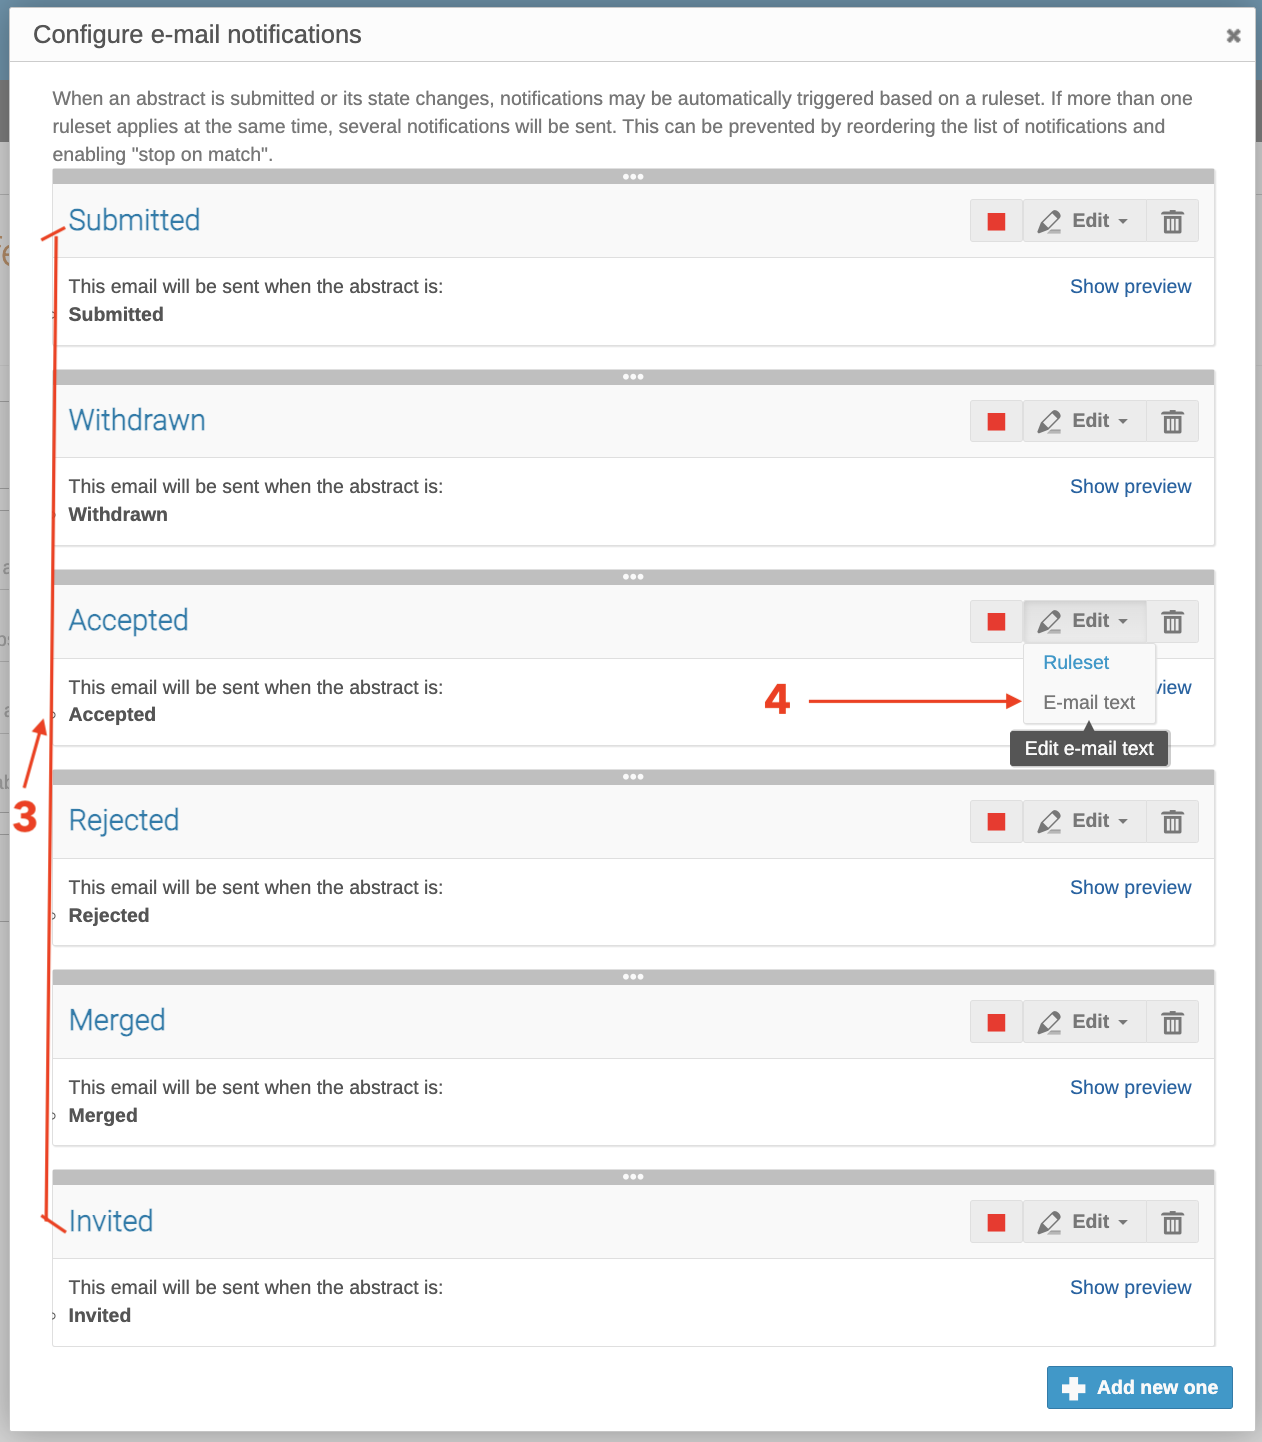 Configure e-mail notifications
When an abstract is submitted or its state changes, notifications may be automatically triggered based on a ruleset. If more than one
ruleset applies at the same time, several notifications will be sent. This can be prevented by reordering the list of notifications and
enabling "stop on match".
Submitted
Edit
This email will be sent when the abstract is:
Show preview
Submitted
Withdrawn
Edit
This email will be sent when the abstract is:
Show preview
Withdrawn
Accepted
Edit
Ruleset
This email will be sent when the abstract is:
view
4
E-mail text
Accepted
Edit e-mail text
3
Rejected
Edit
This email will be sent when the abstract is:
Show preview
Rejected
Merged
Edit
This email will be sent when the abstract is:
Show preview
Merged
Invited
Edit
This email will be sent when the abstract is:
Show preview
Invited
Add new one